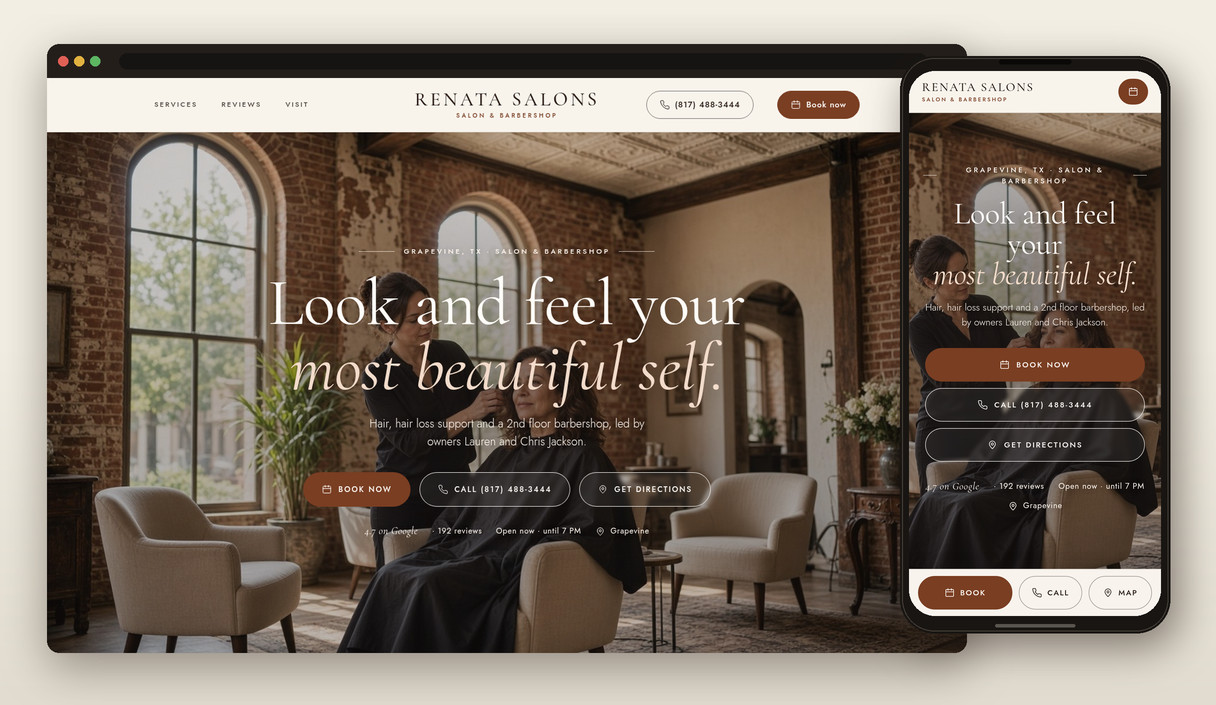 SERVICES REVIEWS VISIT
RENATA SALONS
SALON & BARBERSHOP
(817) 488-3444
Book now
GRAPEVINE, TX · SALON & BARBERSHOP
Look and feel your
most beautiful self.
Hair, hair loss support and a 2nd floor barbershop, led by
owners Lauren and Chris Jackson.
BOOK NOW
CALL (817) 488-3444
GET DIRECTIONS
4.7 on Google · 192 reviews Open now · until 7 PM Grapevine
RENATA SALONS
SALON & BARBERSHOP
GRAPEVINE, TX · SALON &
BARBERSHOP
Look and feel
your
most beautiful self.
Hair, hair loss support and a 2nd floor barbershop, led
by owners Lauren and Chris Jackson.
BOOK NOW
CALL (817) 488-3444
GET DIRECTIONS
4.7 on Google · 192 reviews Open now · until 7 PM
Grapevine
BOOK
CALL
MAP